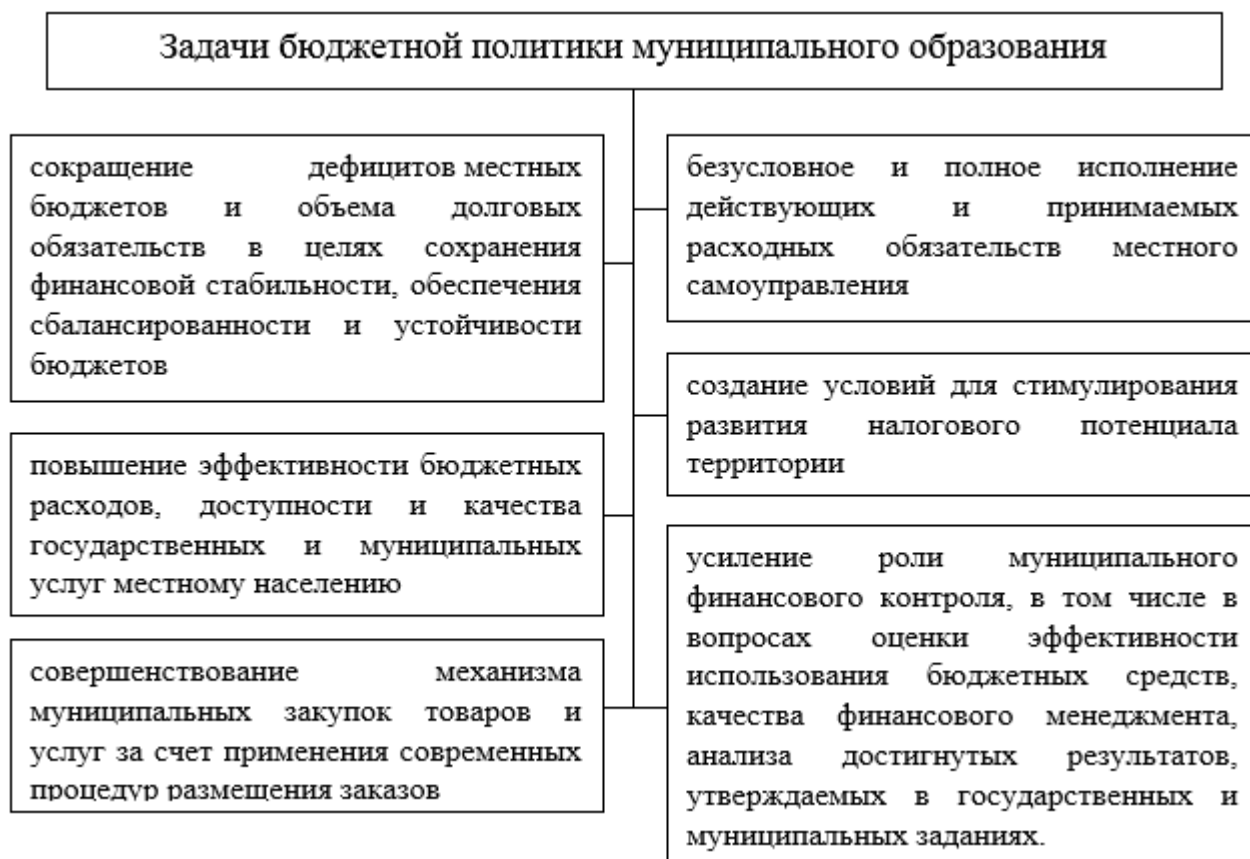 Задачи бюджетной политики муниципального образования
сокращение дефицитов местных
бюджетов и объема долговых
обязательств в целях сохранения
финансовой стабильности, обеспечения
сбалансированности и устойчивости
бюджетов
повышение эффективности бюджетных
расходов, доступности и качества
государственных и муниципальных
услуг местному населению
совершенствование механизма
муниципальных закупок товаров и
услуг за счет применения современных
процедур размещения заказов
безусловное и полное исполнение
действующих и принимаемых
расходных обязательств местного
самоуправления
создание условий для стимулирования
развития налогового потенциала
территории
усиление роли муниципального
финансового контроля, в том числе в
вопросах оценки эффективности
использования бюджетных средств,
качества финансового менеджмента,
анализа достигнутых результатов,
утверждаемых в государственных и
муниципальных заданиях.